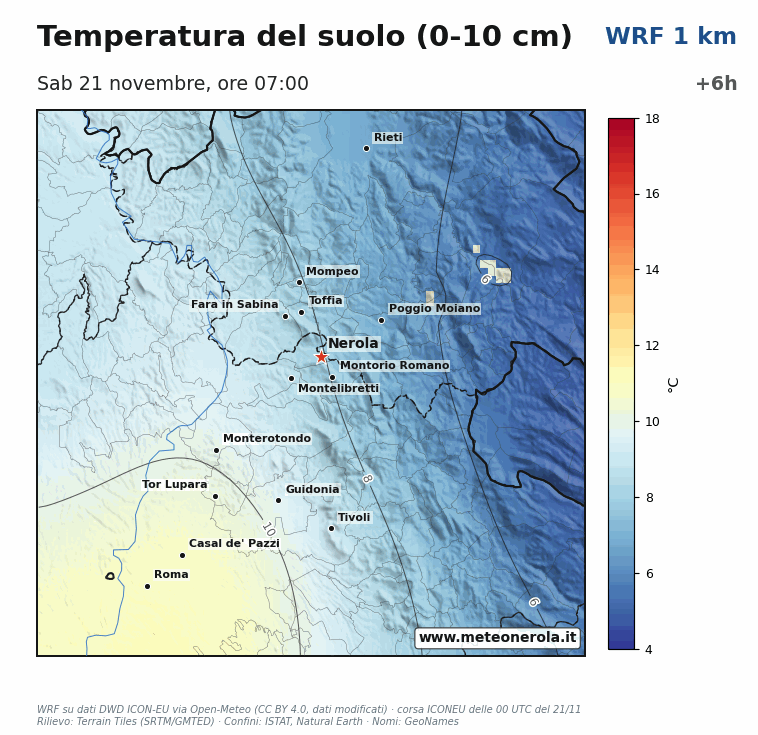 Temperatura del suolo (0-10 cm)
WRF 1 km
Sab 21 novembre, ore 07:00
+6h
Rieti
Mompeo
Fara in Sabina
Toffia
Poggio Moiano
Nerola
Montorio Romano
Montelibretti
Monterotondo
Tor Lupara
Guidonia
Tivoli
Casal de' Pazzi
Roma
6
8
10
6
www.meteonerola.it
18
16
14
12
10
8
6
4
°C
WRF su dati DWD ICON-EU via Open-Meteo (CC BY 4.0, dati modificati) · corsa ICONEU delle 00 UTC del 21/11
Rilievo: Terrain Tiles (SRTM/GMTED) · Confini: ISTAT, Natural Earth · Nomi: GeoNames